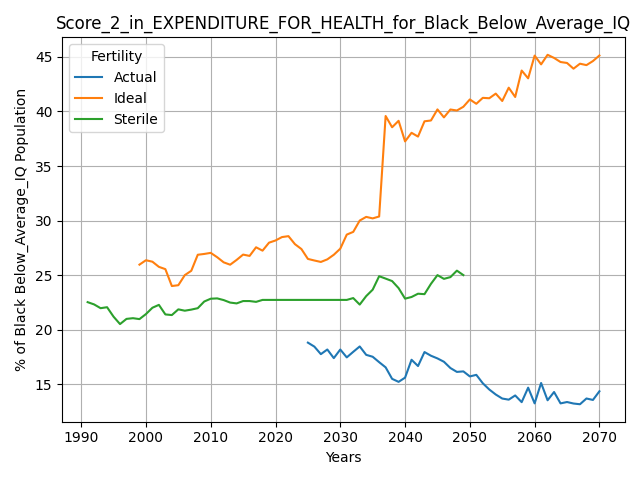 Score_2_in_EXPENDITURE_FOR_HEALTH_for_Black_Below_Average_IQ
Fertility
Actual
Ideal
Sterile
% of Black Below_Average_IQ Population
45
40
35
30
25
20
15
1990 2000 2010 2020 2030 2040 2050 2060 2070
Years